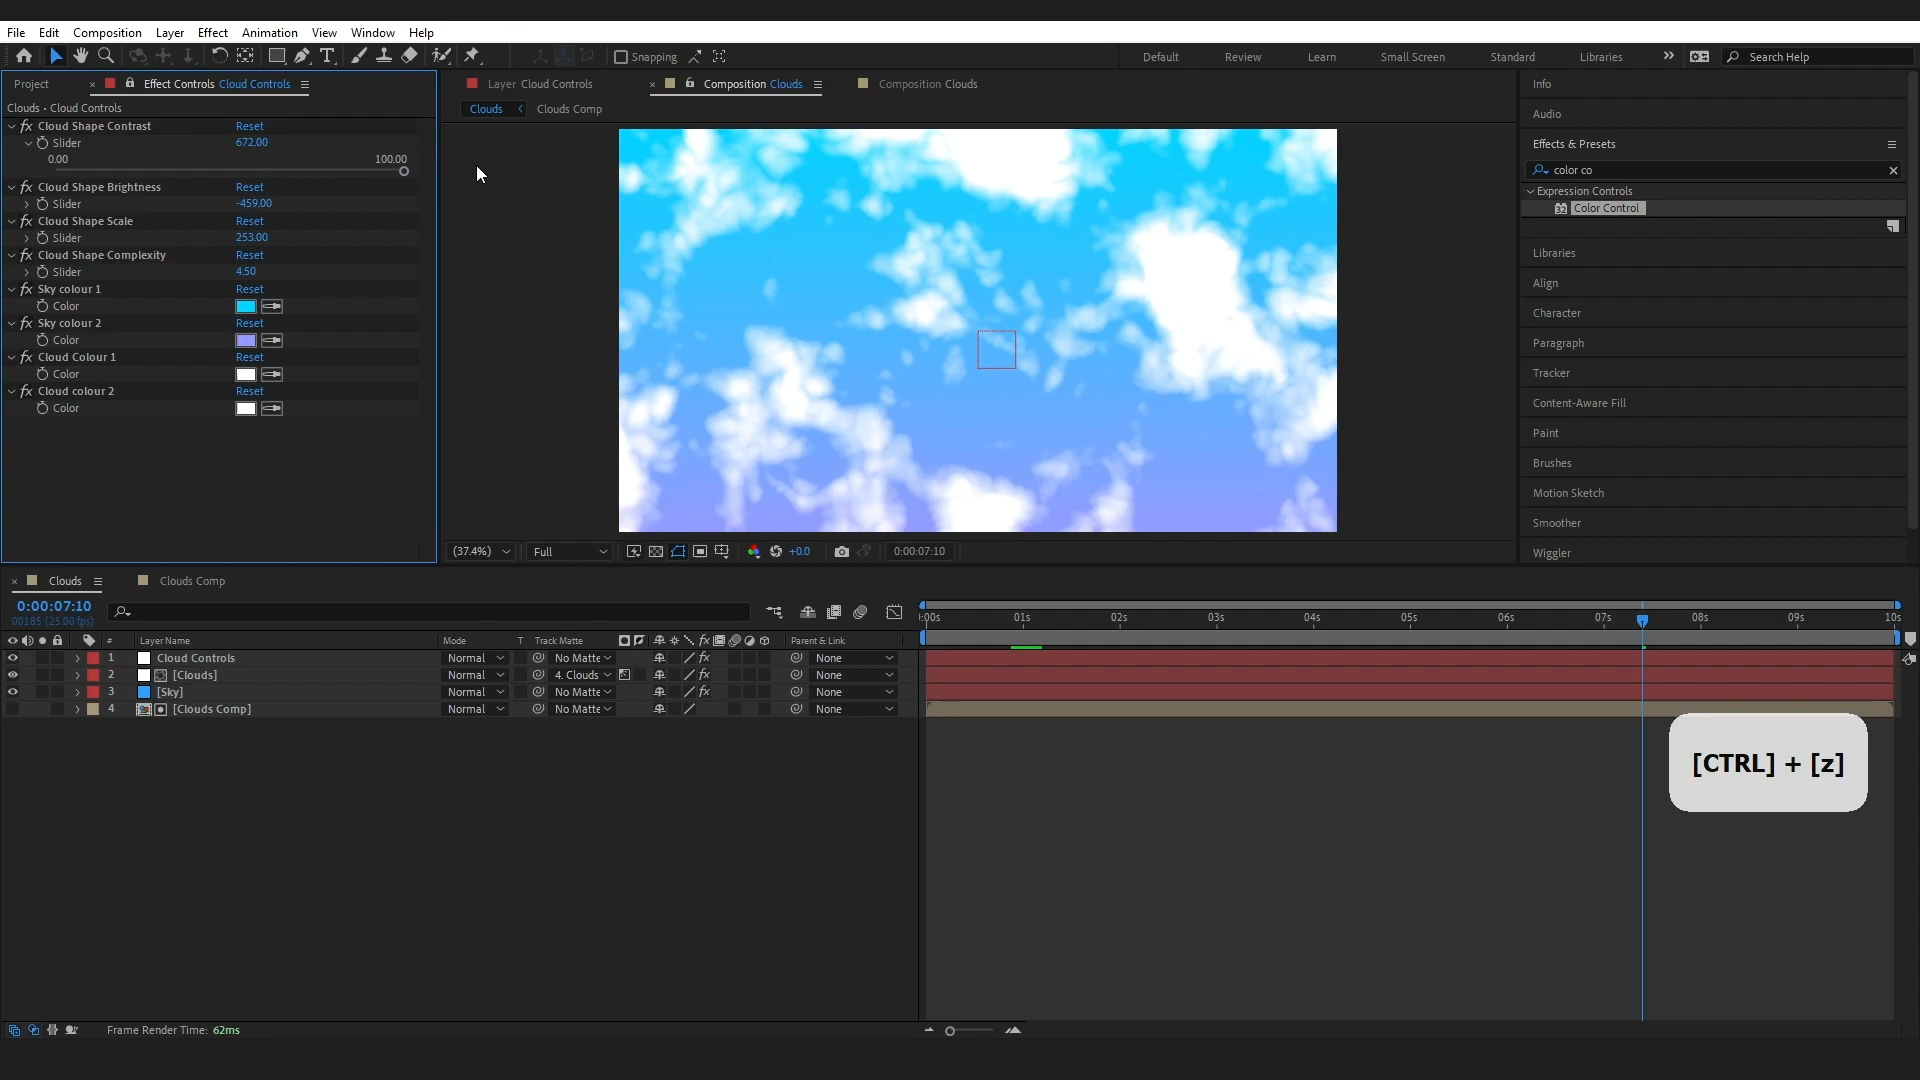 File Edit Composition Layer Effect Animation View Window Help
Snapping Default Review Learn Small Screen Standard Libraries Search Help
Project Effect Controls Cloud Controls
Clouds • Cloud Controls
Cloud Shape Contrast Reset
Slider 672.00
0.00 100.00
Cloud Shape Brightness Reset
Slider -459.00
Cloud Shape Scale Reset
Slider 253.00
Cloud Shape Complexity Reset
Slider 4.50
Sky colour 1 Reset
Color
Sky colour 2 Reset
Color
Cloud Colour 1 Reset
Color
Cloud colour 2 Reset
Color
Layer Cloud Controls Composition Clouds Composition Clouds
Clouds Clouds Comp
(37.4%) Full +0.0 0:00:07:10
Info
Audio
Effects & Presets
color co
Expression Controls
32 Color Control
Libraries
Align
Character
Paragraph
Tracker
Content-Aware Fill
Paint
Brushes
Motion Sketch
Smoother
Wiggler
Clouds Clouds Comp
0:00:07:10
00185 (25.00 fps)
:00s 01s 02s 03s 04s 05s 06s 07s 08s 09s 10s
# Layer Name Mode T Track Matte fx Parent & Link
1 Cloud Controls Normal No Matte fx None
2 [Clouds] Normal 4. Clouds fx None
3 [Sky] Normal No Matte fx None
4 [Clouds Comp] Normal No Matte None
[CTRL] + [z]
Frame Render Time: 62ms